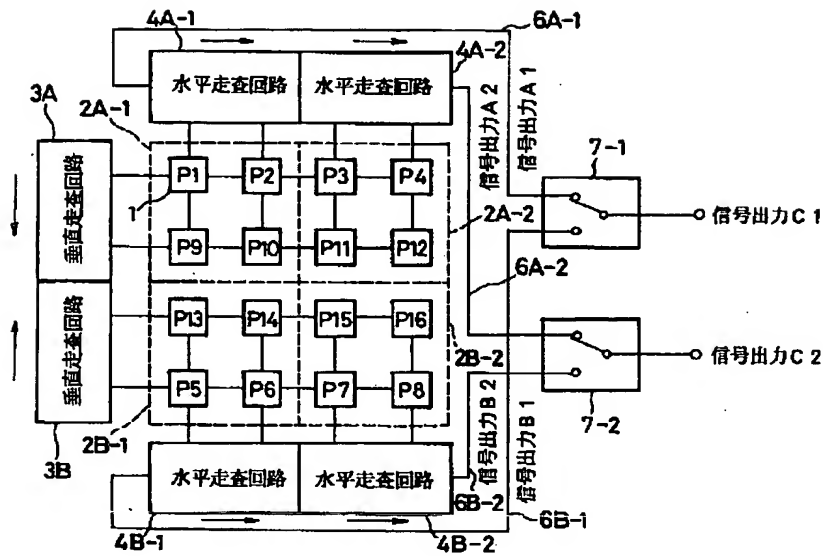 4A-1
6A-1
4A-2
水平走査回路
水平走査回路
3A
2A-1
信号出力A2
信号出力A1
7-1
垂直走査回路
P1
P2
P3
P4
1
2A-2
信号出力C1
P9
P10
P11
P12
6A-2
垂直走査回路
P13
P14
P15
P16
2B-2
信号出力C2
P5
P6
P7
P8
7-2
2B-1
3B
信号出力B2
信号出力B1
水平走査回路
水平走査回路
6B-2
6B-1
4B-1
4B-2